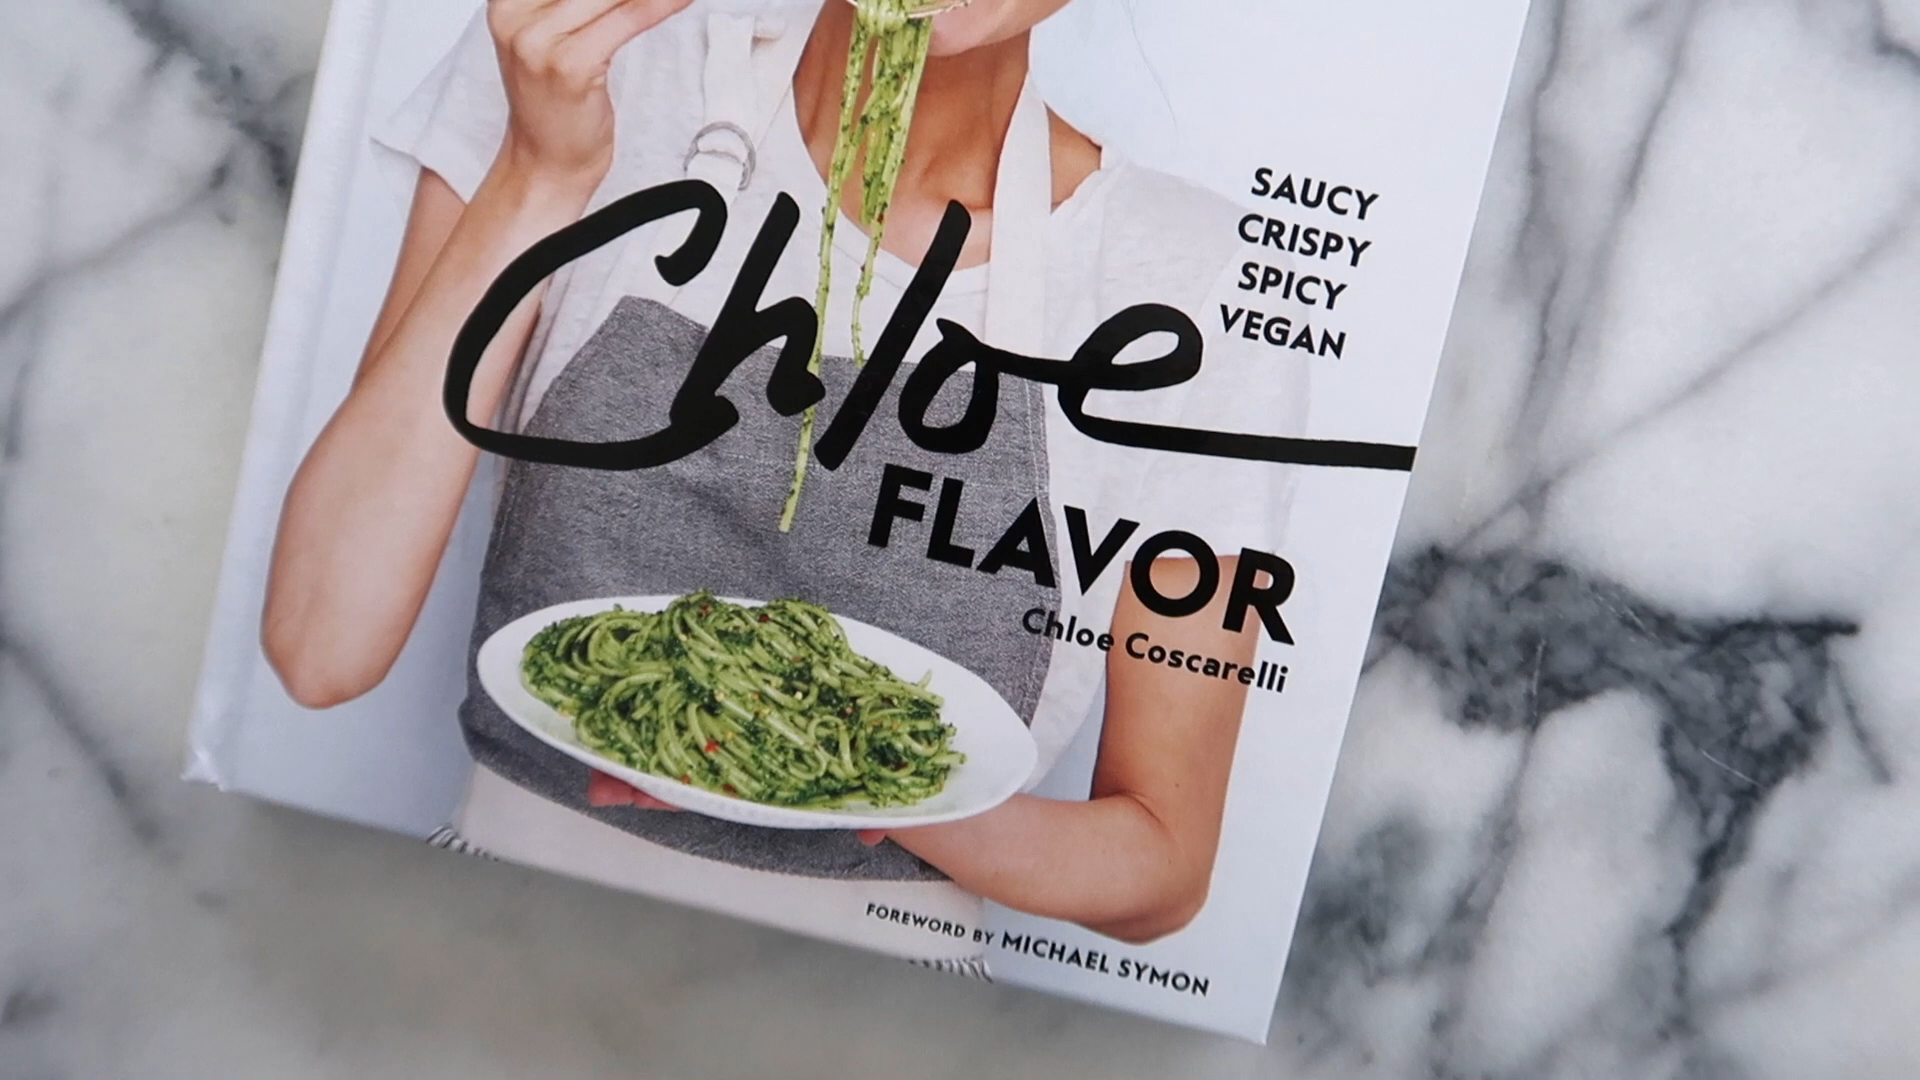 SAUCY
CRISPY
SPICY
VEGAN
Chloe
FLAVOR
Chloe Coscarelli
FOREWORD BY MICHAEL SYMON